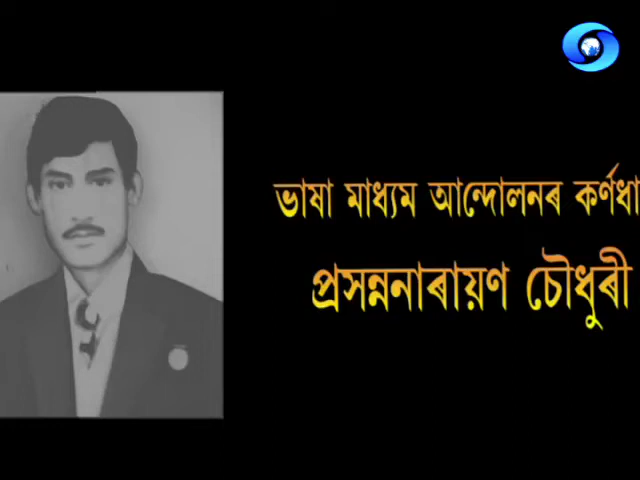 ভাষা মাধ্যম আন্দোলনৰ কৰ্ণধা
প্ৰসন্ননাৰায়ণ চৌধুৰী